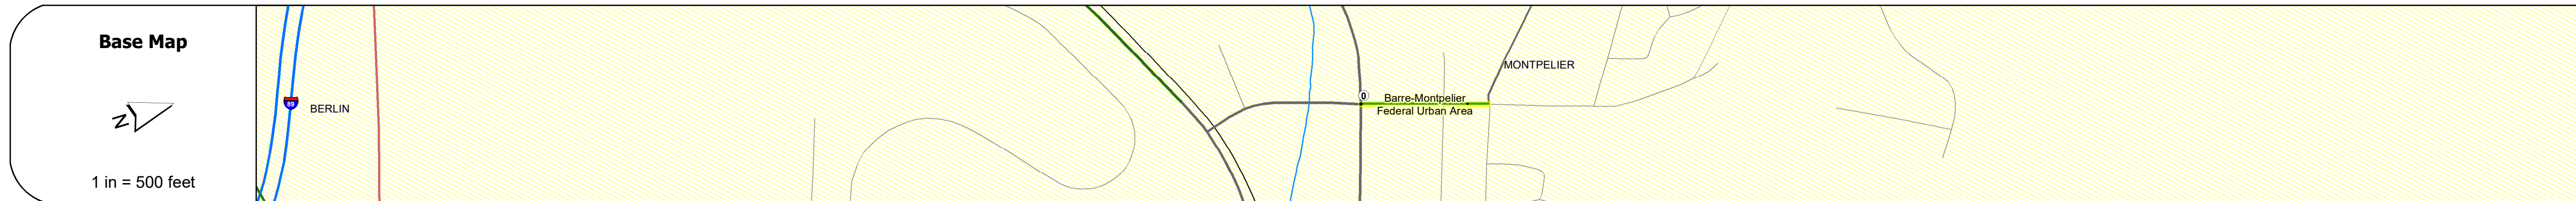 Base Map
N
1 in = 500 feet
89
BERLIN
0
Barre-Montpelier
Federal Urban Area
MONTPELIER